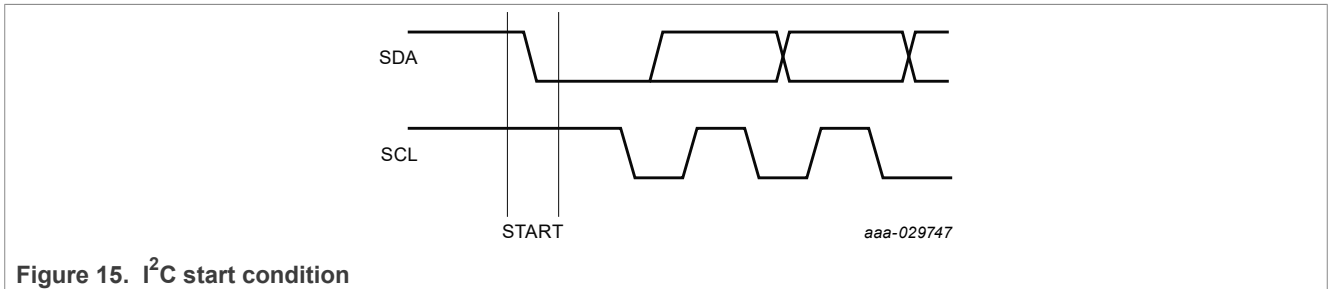 SDA
SCL
START
aaa-029747
Figure 15. I²C start condition